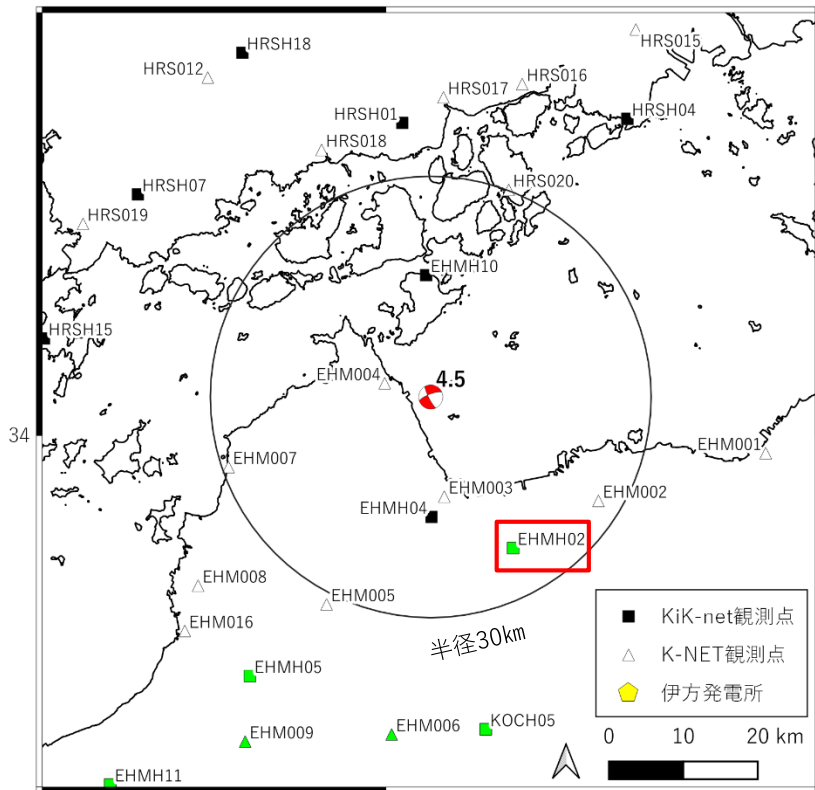 HRS015
HRSH18
HRS012
HRS016
HRS017
HRSH01
HRSH04
HRS018
HRSH07
HRS020
HRS019
EHMH10
HRSH15
EHM004
4.5
34
EHM001
EHM007
EHM003
EHM002
EHMH04
EHMH02
EHM008
EHM005
EHM016
半径30km
KiK-net観測点
K-NET観測点
伊方発電所
EHMH05
EHM009
EHM006
KOCH05
0 10 20 km
EHMH11